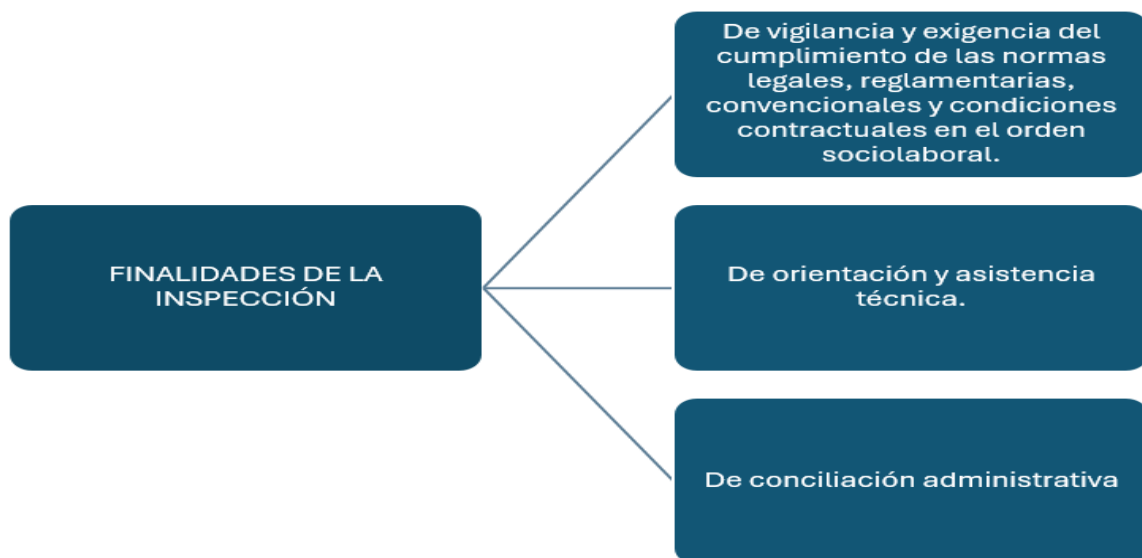 De vigilancia y exigencia del
cumplimiento de las normas
legales, reglamentarias,
convencionales y condiciones
contractuales en el orden
sociolaboral.
FINALIDADES DE LA
INSPECCIÓN
De orientación y asistencia
técnica.
De conciliación administrativa